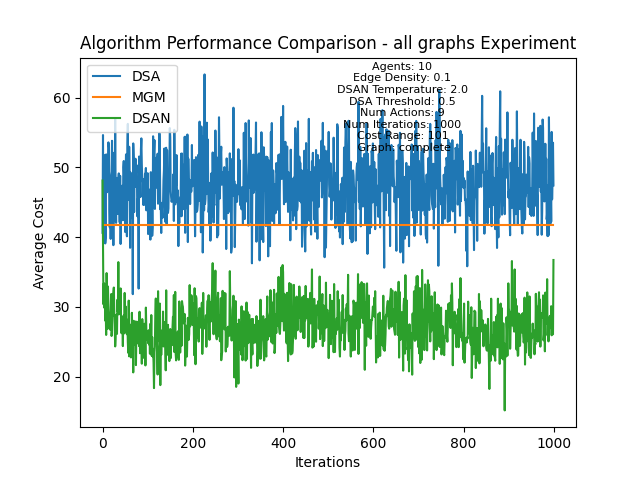 Algorithm Performance Comparison - all graphs Experiment
DSA
MGM
DSAN
Agents: 10
Edge Density: 0.1
DSAN Temperature: 2.0
DSA Threshold: 0.5
Num Actions: 9
Num Iterations: 1000
Cost Range: 101
Graph: complete
60
50
40
30
20
Average Cost
0
200
400
600
800
1000
Iterations